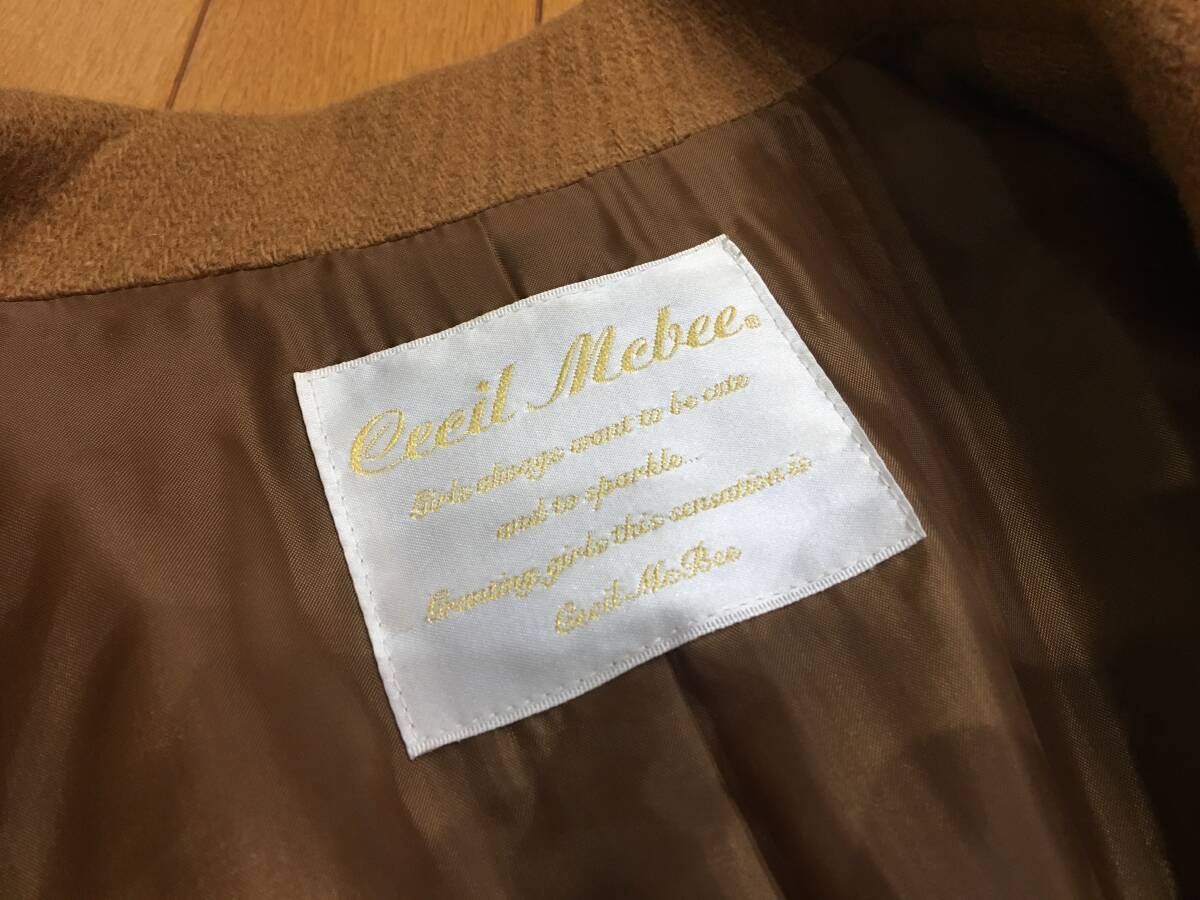 Cecil Mcbee®
Girls always want to be cute
and to sparkle...
Granting girls this sensation is
Cecil McBee